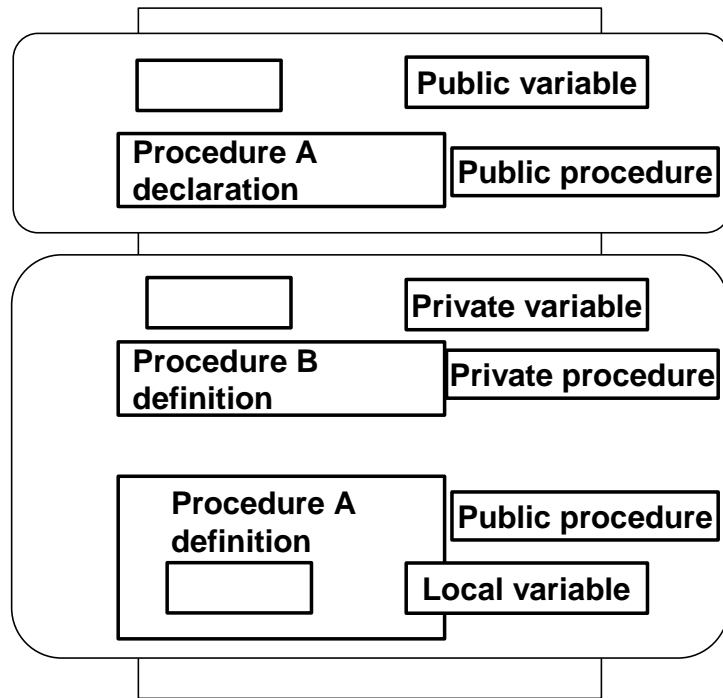 Public variable
Procedure A
declaration
Public procedure
Private variable
Procedure B
definition
Private procedure
Procedure A
definition
Public procedure
Local variable